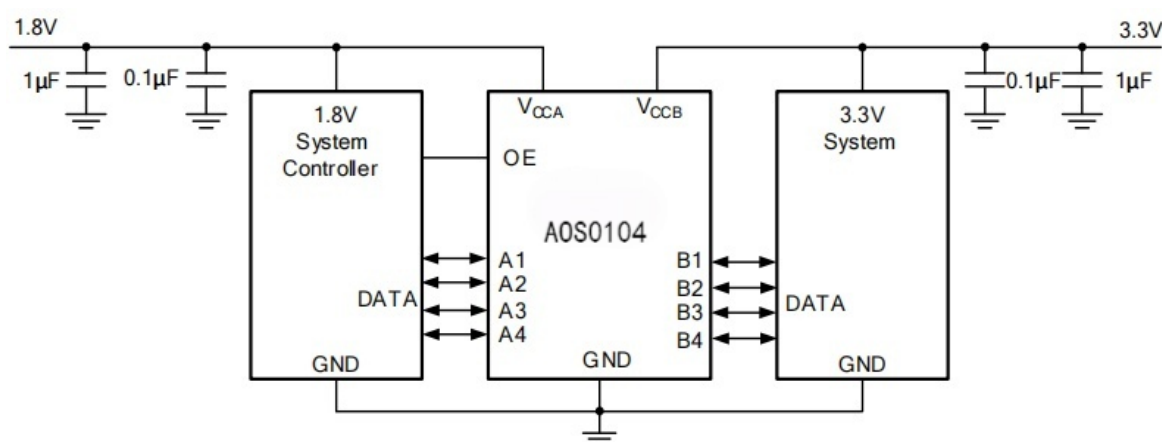 1.8V
3.3V
1µF
0.1µF
0.1µF
1µF
1.8V
System
Controller
DATA
GND
VCCA
VCCB
OE
AOS0104
A1
A2
A3
A4
B1
B2
B3
B4
GND
3.3V
System
DATA
GND